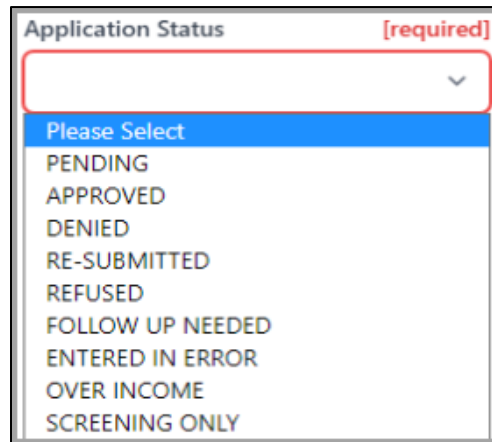 Application Status [required]
Please Select
PENDING
APPROVED
DENIED
RE-SUBMITTED
REFUSED
FOLLOW UP NEEDED
ENTERED IN ERROR
OVER INCOME
SCREENING ONLY